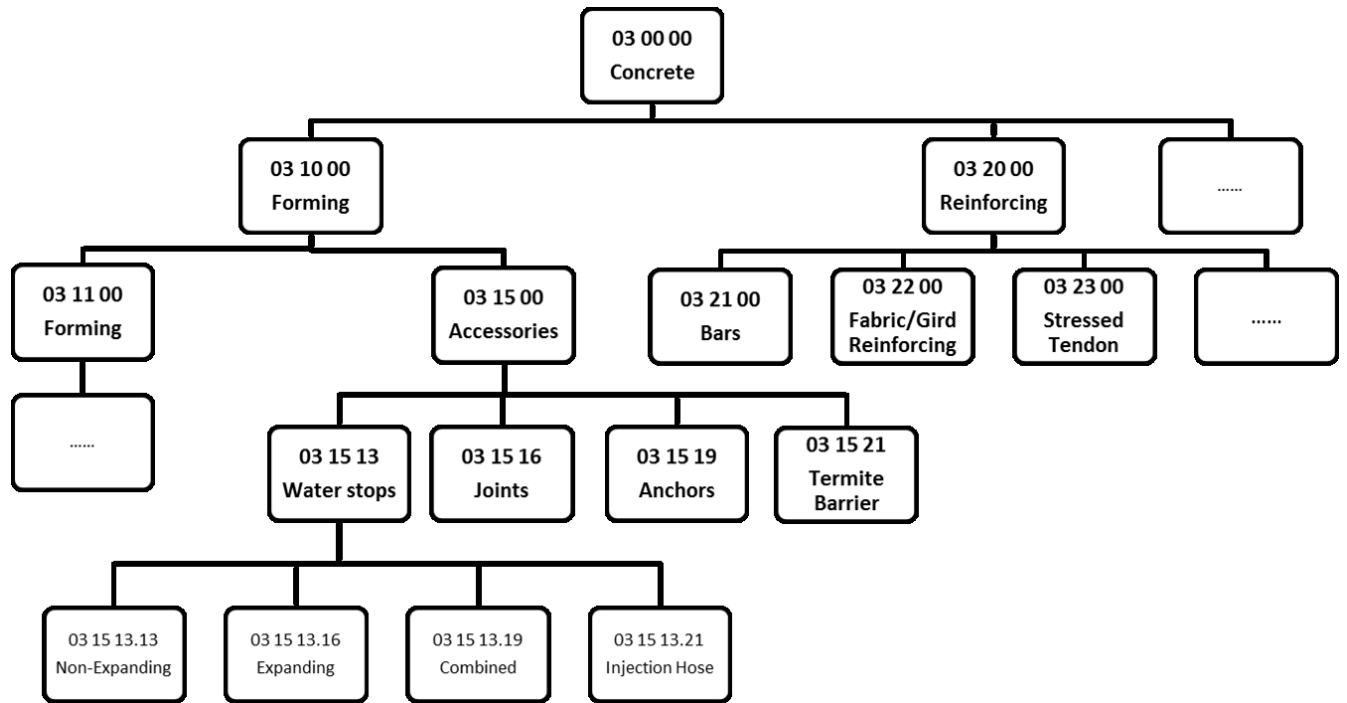 03 00 00
Concrete
03 10 00
Forming
03 20 00
Reinforcing
......
03 11 00
Forming
03 15 00
Accessories
03 21 00
Bars
03 22 00
Fabric/Gird
Reinforcing
03 23 00
Stressed
Tendon
......
......
03 15 13
Water stops
03 15 16
Joints
03 15 19
Anchors
03 15 21
Termite
Barrier
03 15 13.13
Non-Expanding
03 15 13.16
Expanding
03 15 13.19
Combined
03 15 13.21
Injection Hose